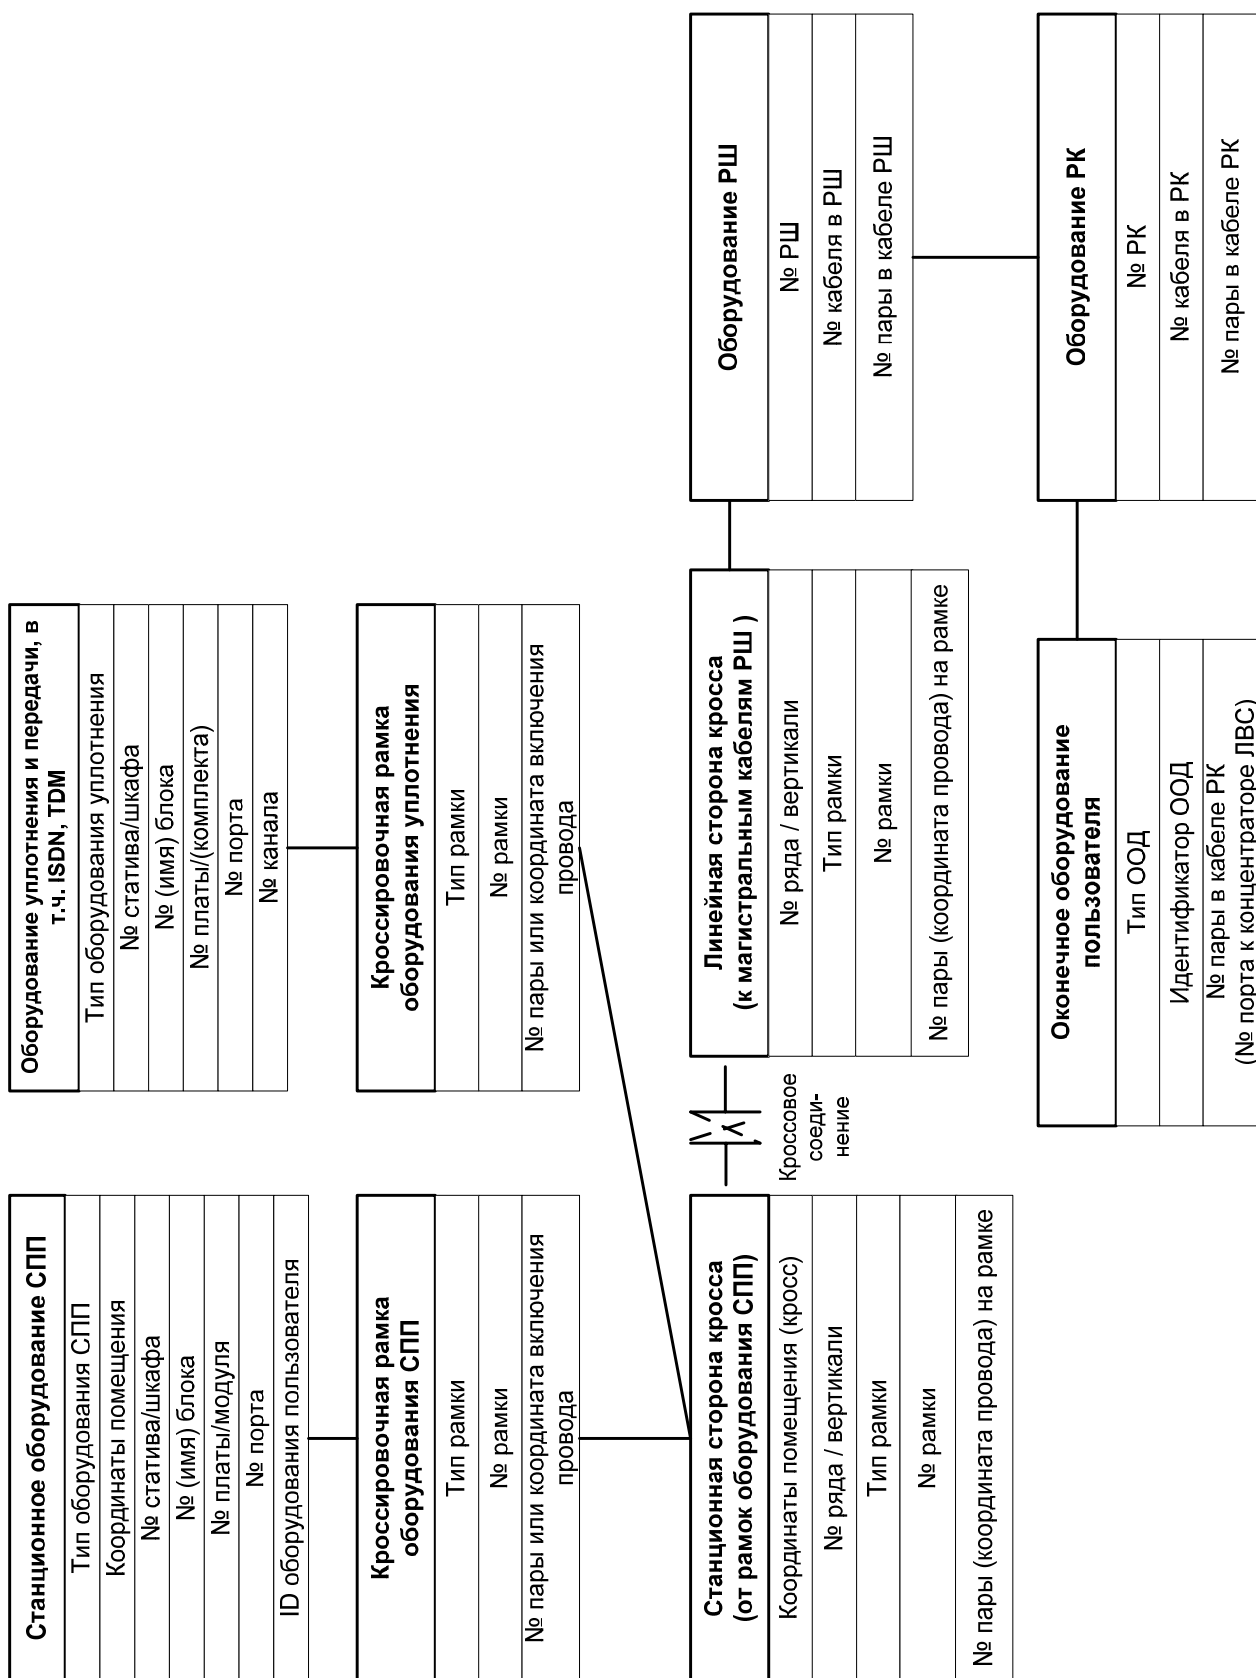 Станционное оборудование СПП
Тип оборудования СПП
Координаты помещения
№ статива/шкафа
№ (имя) блока
№ платы/модуля
№ порта
ID оборудования пользователя
Оборудование уплотнения и передачи, в
т.ч. ISDN, TDM
Тип оборудования уплотнения
№ статива/шкафа
№ (имя) блока
№ платы/(комплекта)
№ порта
№ канала
Кроссировочная рамка
оборудования СПП
Тип рамки
№ рамки
№ пары или координата включения
провода
Кроссировочная рамка
оборудования уплотнения
Тип рамки
№ рамки
№ пары или координата включения
провода
Станционная сторона кросса
(от рамок оборудования СПП)
Координаты помещения (кросс)
№ ряда / вертикали
Тип рамки
№ рамки
№ пары (координата провода) на рамке
Кроссовое
соеди-
нение
Линейная сторона кросса
(к магистральным кабелям РШ )
№ ряда / вертикали
Тип рамки
№ рамки
№ пары (координата провода) на рамке
Оборудование РШ
№ РШ
№ кабеля в РШ
№ пары в кабеле РШ
Оконечное оборудование
пользователя
Тип ООД
Идентификатор ООД
№ пары в кабеле РК
(№ порта к концентраторе ЛВС)
Оборудование РК
№ РК
№ кабеля в РК
№ пары в кабеле РК